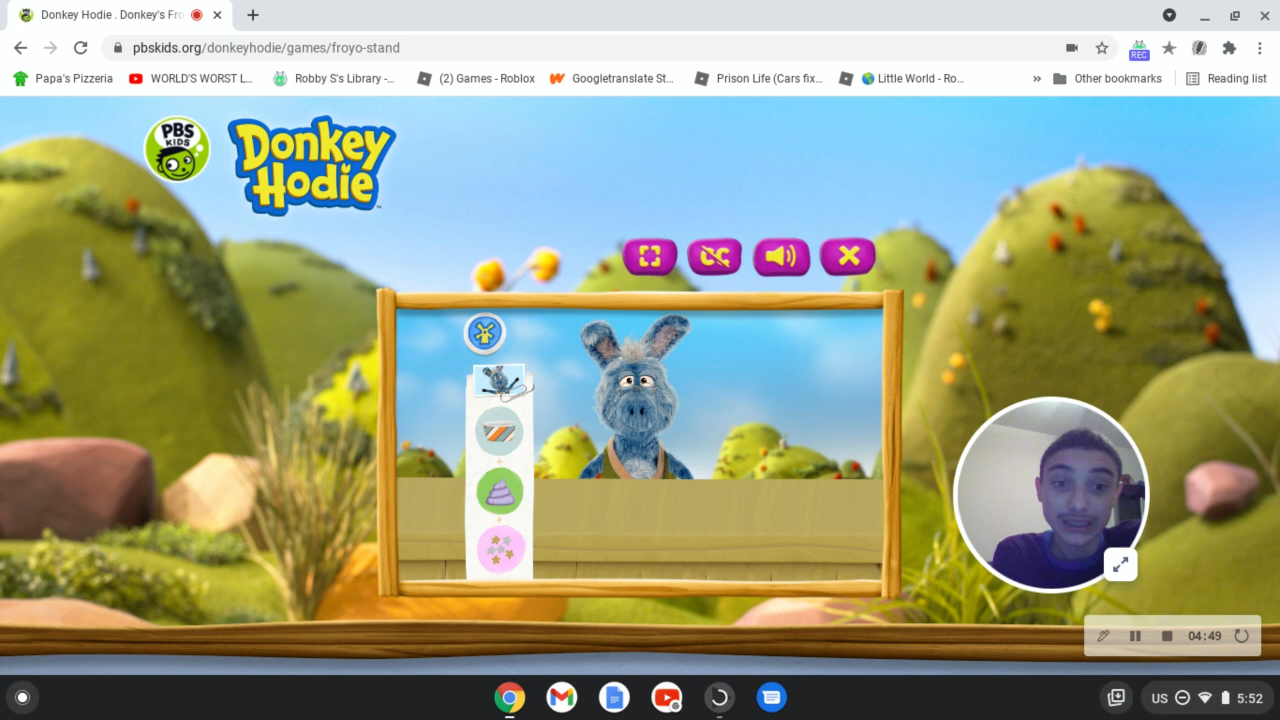 Donkey Hodie . Donkey's Fro
pbskids.org/donkeyhodie/games/froyo-stand
REC
Papa's Pizzeria
WORLD'S WORST L...
Robby S's Library -...
(2) Games - Roblox
Googletranslate St...
Prison Life (Cars fix...
Little World - Ro...
»
Other bookmarks
Reading list
PBS
KIDS
Donkey
Hodie
CC
04:49
US
5:52